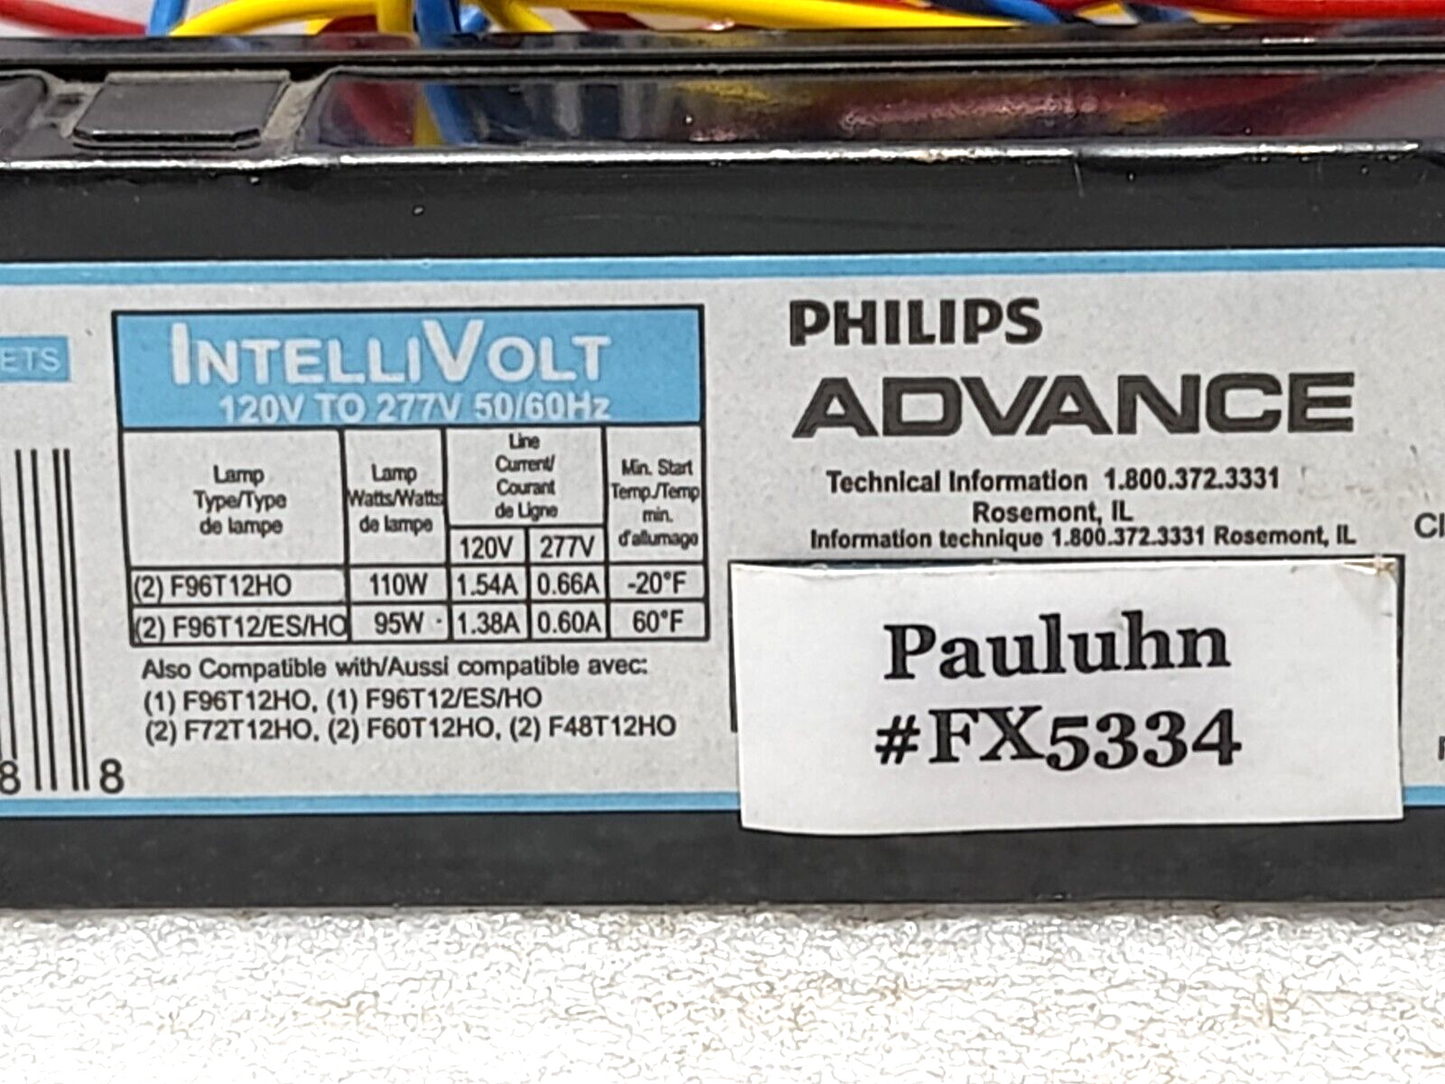 ETS
INTELLIVOLT
120V TO 277V 50/60Hz
Lamp
Type/Type
de lampe
Lamp
Watts/Watts
de lampe
Line
Current/
Courant
de Ligne
120V 277V
Min. Start
Temp./Temp
min.
d'allumage
(2) F96T12HO 110W 1.54A 0.66A -20°F
(2) F96T12/ES/HO 95W 1.38A 0.60A 60°F
Also Compatible with/Aussi compatible avec:
(1) F96T12HO, (1) F96T12/ES/HO
(2) F72T12HO, (2) F60T12HO, (2) F48T12HO
8 8
PHILIPS
ADVANCE
Technical Information 1.800.372.3331
Rosemont, IL
Information technique 1.800.372.3331 Rosemont, IL
Pauluhn
#FX5334